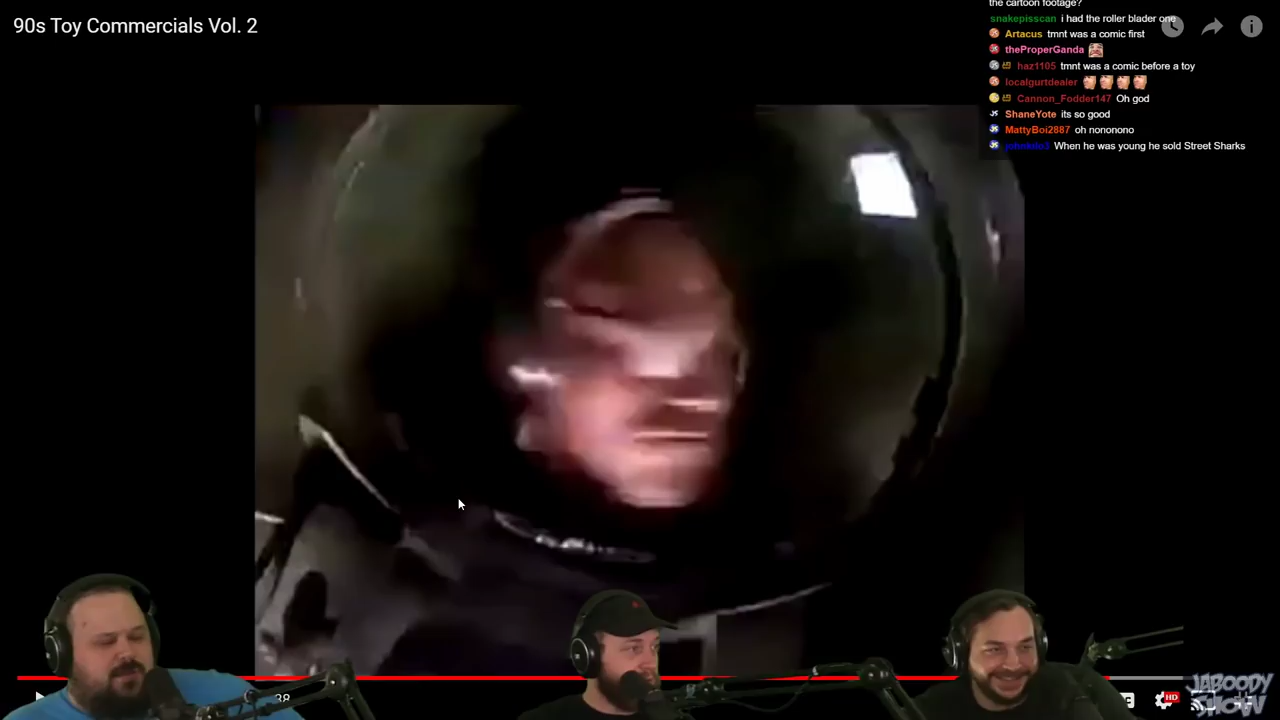 90s Toy Commercials Vol. 2
the cartoon footage?
snakepisscan i had the roller blader one
Artacus tmnt was a comic first
theProperGanda
haz1105 tmnt was a comic before a toy
localgurtdealer
Cannon_Fodder147 Oh god
ShaneYote its so good
MattyBoi2887 oh nononono
When he was young he sold Street Sharks
38
HD
JABOODY
SHOW